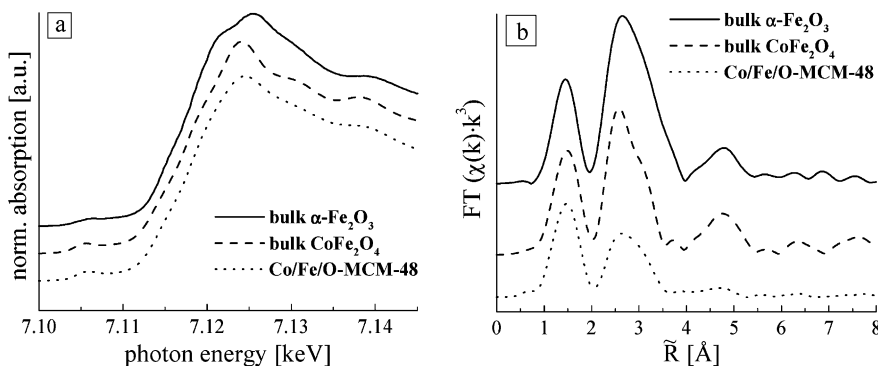 a
norm. absorption [a.u.]
bulk α-Fe₂O₃
bulk CoFe₂O₄
Co/Fe/O-MCM-48
7.10 7.11 7.12 7.13 7.14
photon energy [keV]
b
bulk α-Fe₂O₃
bulk CoFe₂O₄
Co/Fe/O-MCM-48
FT (χ(k)·k³)
0 1 2 3 4 5 6 7 8
R̃ [Å]